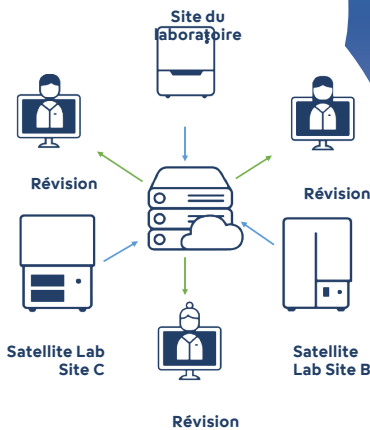 Site du
laboratoire
Révision
Révision
Satellite Lab
Site C
Satellite
Lab Site B
Révision